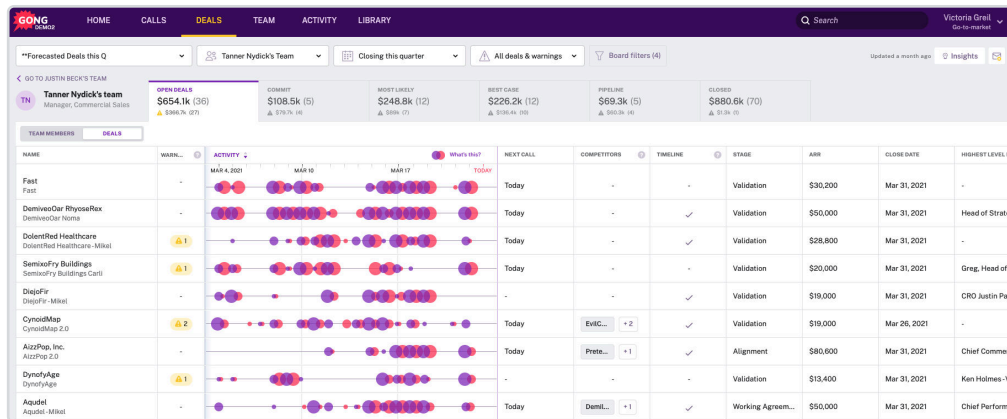 GONG
DEMO2
HOME CALLS DEALS TEAM ACTIVITY LIBRARY
Search
Victoria Greil
Go-to-market
**Forecasted Deals this Q
Tanner Nydick's Team
Closing this quarter
All deals & warnings
Board filters (4)
Updated a month ago
Insights
GO TO JUSTIN BECK'S TEAM
TN
Tanner Nydick's team
Manager, Commercial Sales
OPEN DEALS
$654.1k (36)
$366.7k (27)
COMMIT
$108.5k (5)
$79.7k (4)
MOST LIKELY
$248.8k (12)
$89k (7)
BEST CASE
$226.2k (12)
$136.4k (10)
PIPELINE
$69.3k (5)
$60.3k (4)
CLOSED
$880.6k (70)
$1.3k (1)
TEAM MEMBERS DEALS
NAME WARN... ? ACTIVITY What's this? NEXT CALL COMPETITORS ? TIMELINE ? STAGE ARR CLOSE DATE HIGHEST LEVEL
MAR 4, 2021 MAR 10 MAR 17 TODAY
Fast - Today - - Validation $30,200 Mar 31, 2021 -
Fast
DemiveoOar RhyoseRex - Today - Validation $50,000 Mar 31, 2021 Head of Strat
DemiveoOar Noma
DolentRed Healthcare 1 Today - Validation $28,800 Mar 31, 2021 -
DolentRed Healthcare-Mikel
SemixoFry Buildings 1 Today - - Validation $20,000 Mar 31, 2021 Greg, Head of
SemixoFry Buildings Carli
DiejoFir - - - Validation $19,000 Mar 31, 2021 CRO Justin Pa
DiejoFir-Mikel
CynoidMap 2 Today EvilC... +2 Validation $19,000 Mar 26, 2021 -
CynoidMap 2.0
AizzPop, Inc. - Today Prete... +1 Alignment $80,600 Mar 31, 2021 Chief Comme
AizzPop 2.0
DynofyAge 1 - - - Validation $13,400 Mar 31, 2021 Ken Holmes-
DynofyAge
Aqudel - Today Demil... +1 Working Agreem... $50,000 Mar 31, 2021 Chief Perform
Aqudel-Mikel